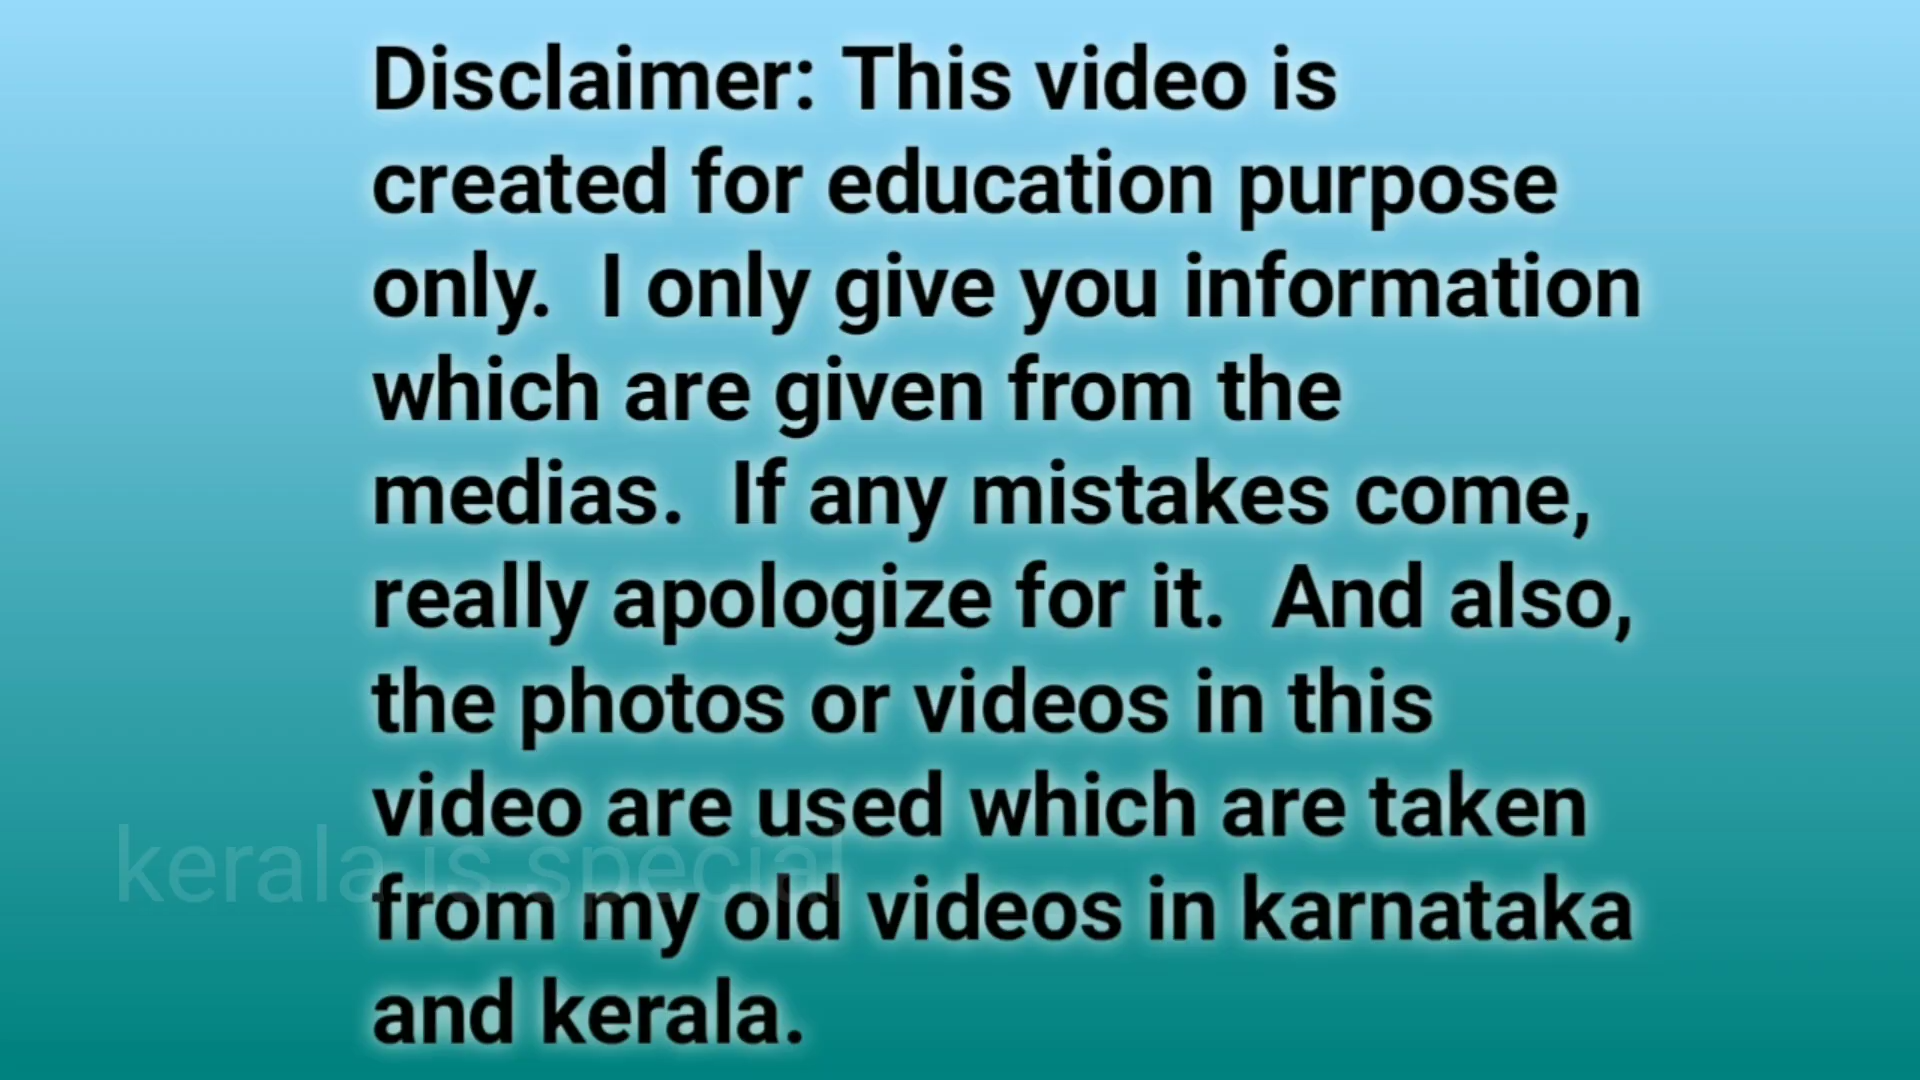 Disclaimer: This video is
created for education purpose
only.  I only give you information
which are given from the
medias.  If any mistakes come,
really apologize for it.  And also,
the photos or videos in this
video are used which are taken
kerala is special
from my old videos in karnataka
and kerala.